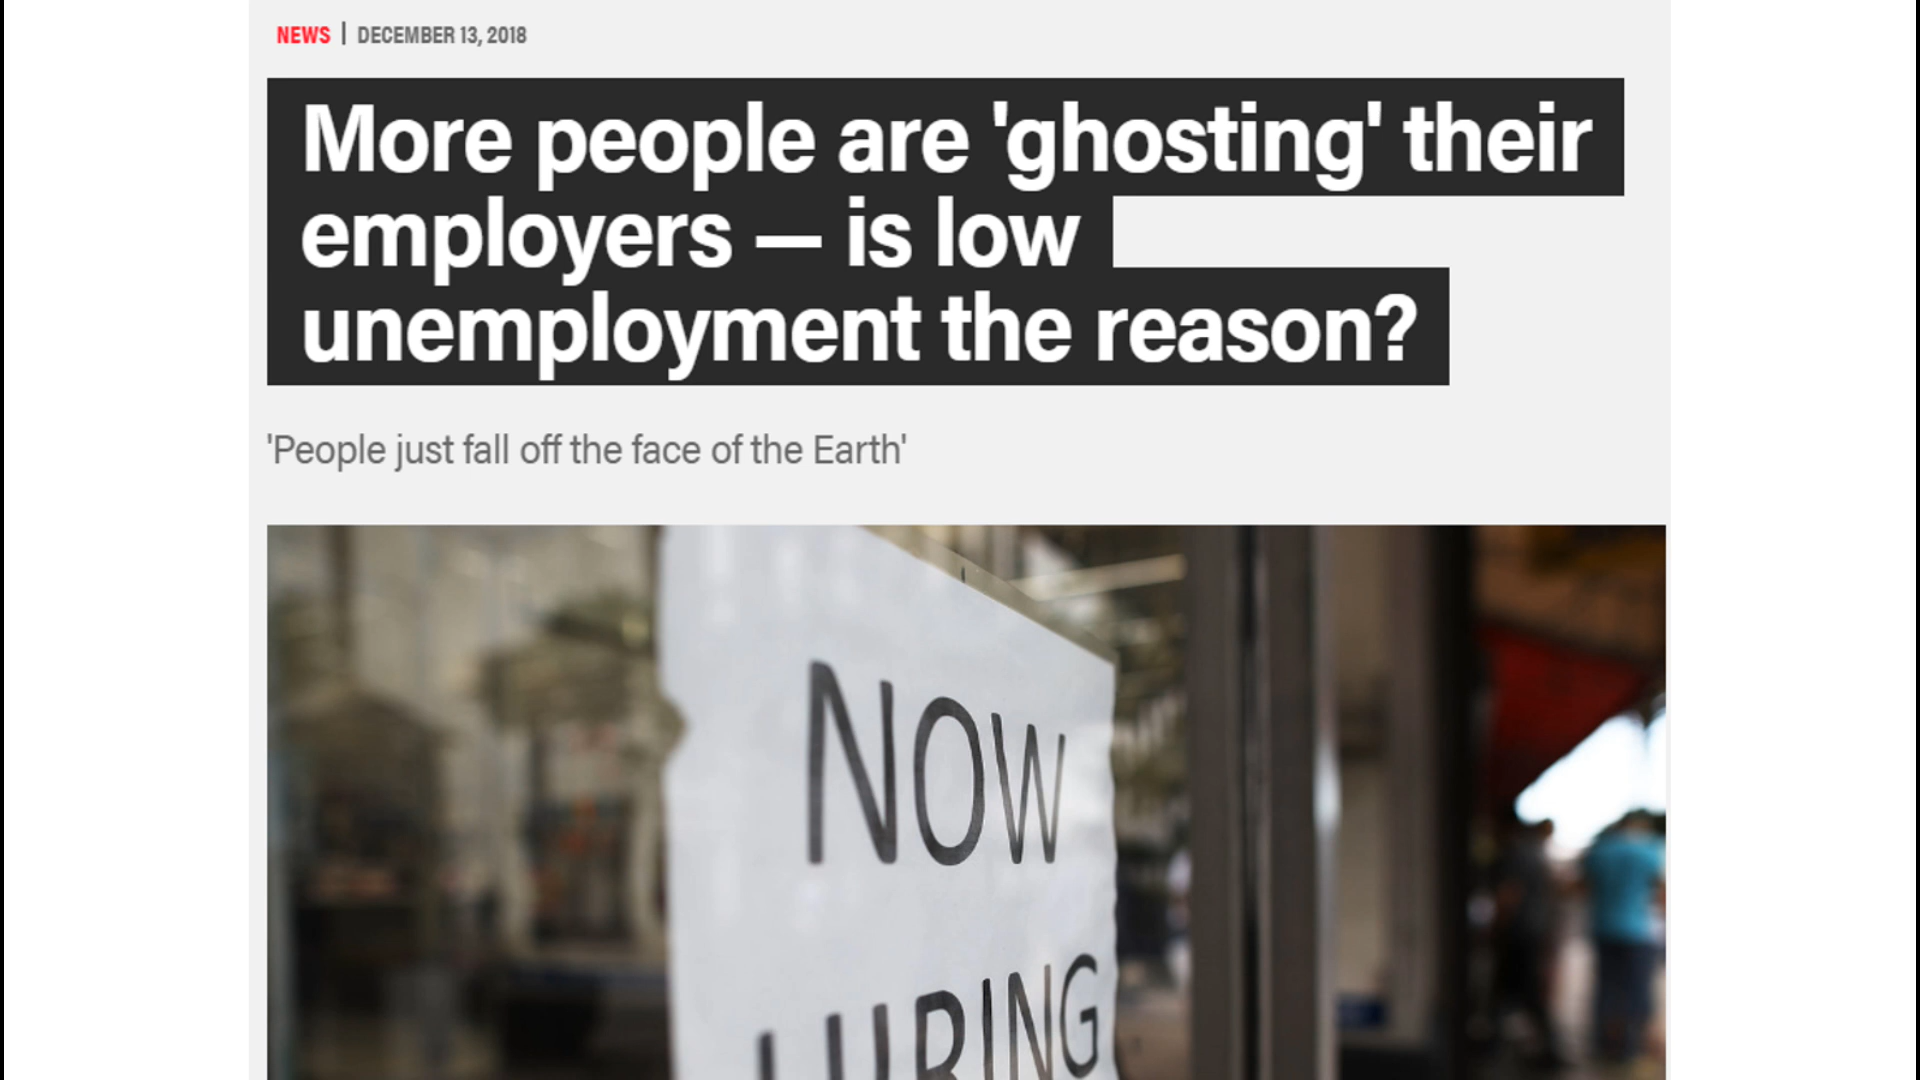 NEWS | DECEMBER 13, 2018
More people are 'ghosting' their
employers — is low
unemployment the reason?
'People just fall off the face of the Earth'
NOW
HIRING